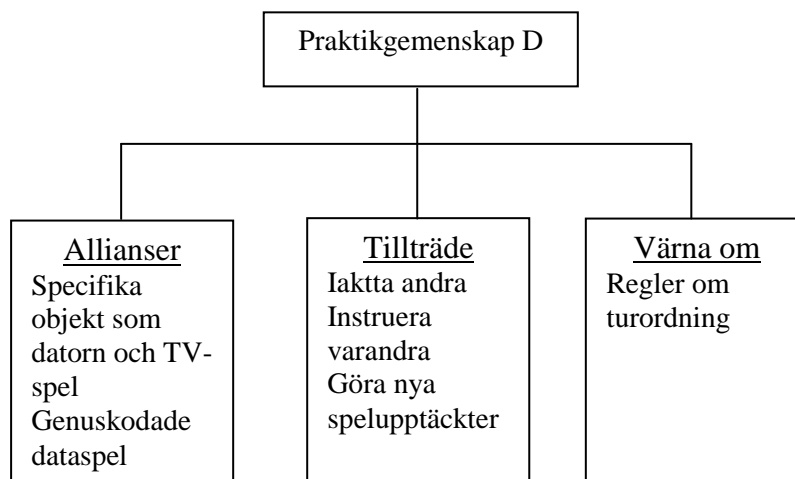 Praktikgemenskap D
Allianser
Specifika
objekt som
datorn och TV-
spel
Genuskodade
dataspel
Tillträde
Iaktta andra
Instruera
varandra
Göra nya
spelupptäckter
Värna om
Regler om
turordning